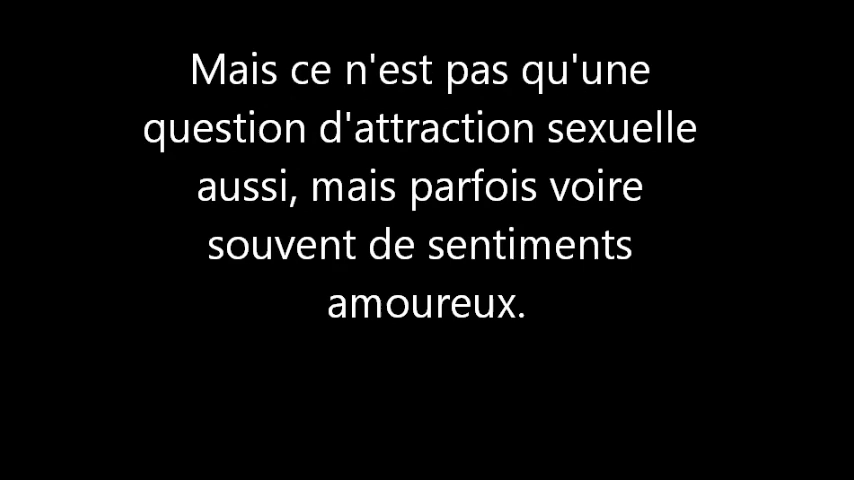 Mais ce n'est pas qu'une
question d'attraction sexuelle
aussi, mais parfois voire
souvent de sentiments
amoureux.